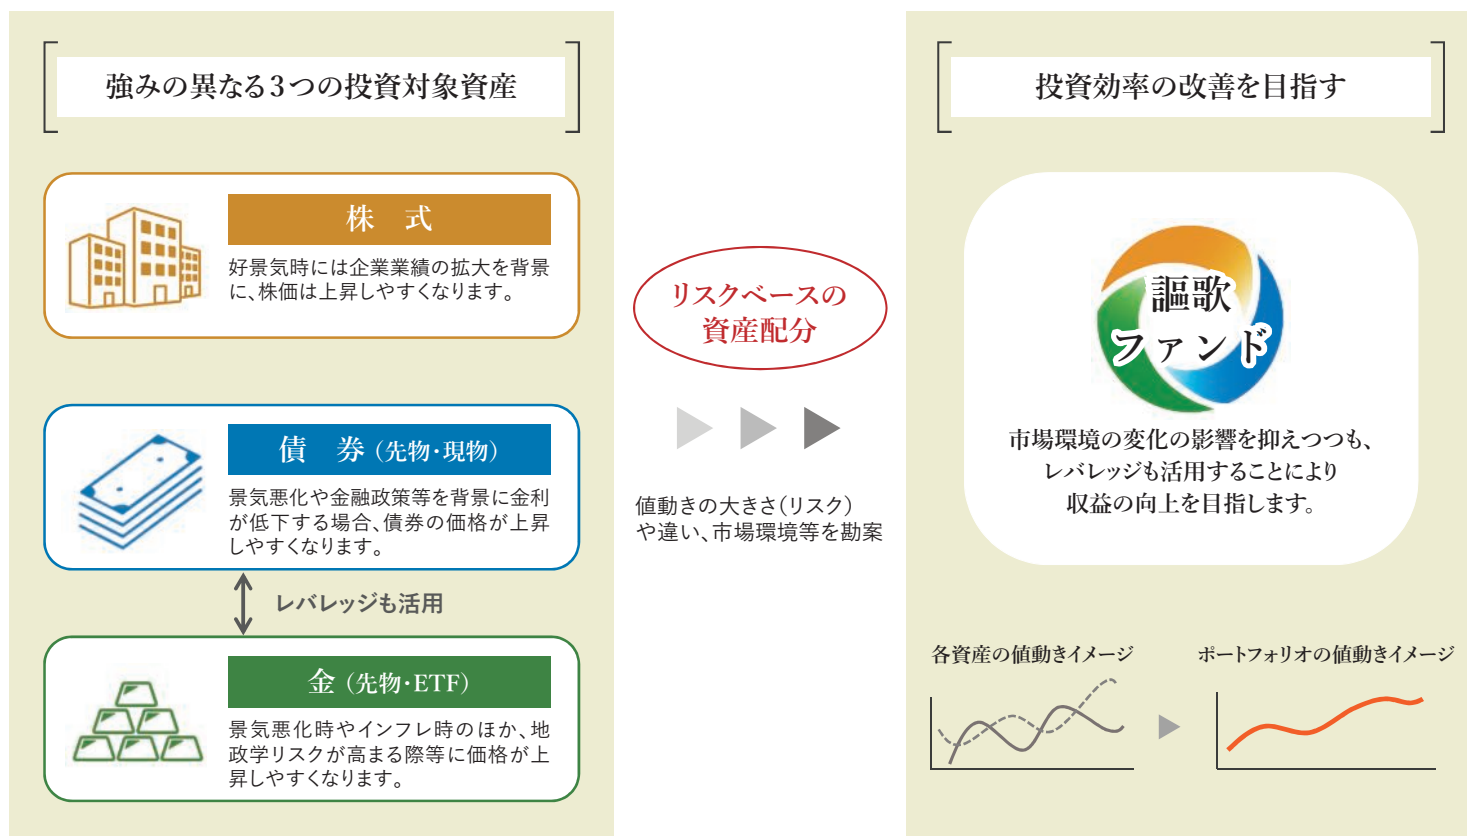 強みの異なる3つの投資対象資産
株 式
好景気時には企業業績の拡大を背景
に、株価は上昇しやすくなります。
債 券（先物・現物）
景気悪化や金融政策等を背景に金利
が低下する場合、債券の価格が上昇
しやすくなります。
レバレッジも活用
金（先物・ETF）
景気悪化時やインフレ時のほか、地
政学リスクが高まる際等に価格が上
昇しやすくなります。
リスクベースの
資産配分
値動きの大きさ（リスク）
や違い、市場環境等を勘案
投資効率の改善を目指す
謳歌
ファンド
市場環境の変化の影響を抑えつつも、
レバレッジも活用することにより
収益の向上を目指します。
各資産の値動きイメージ
ポートフォリオの値動きイメージ